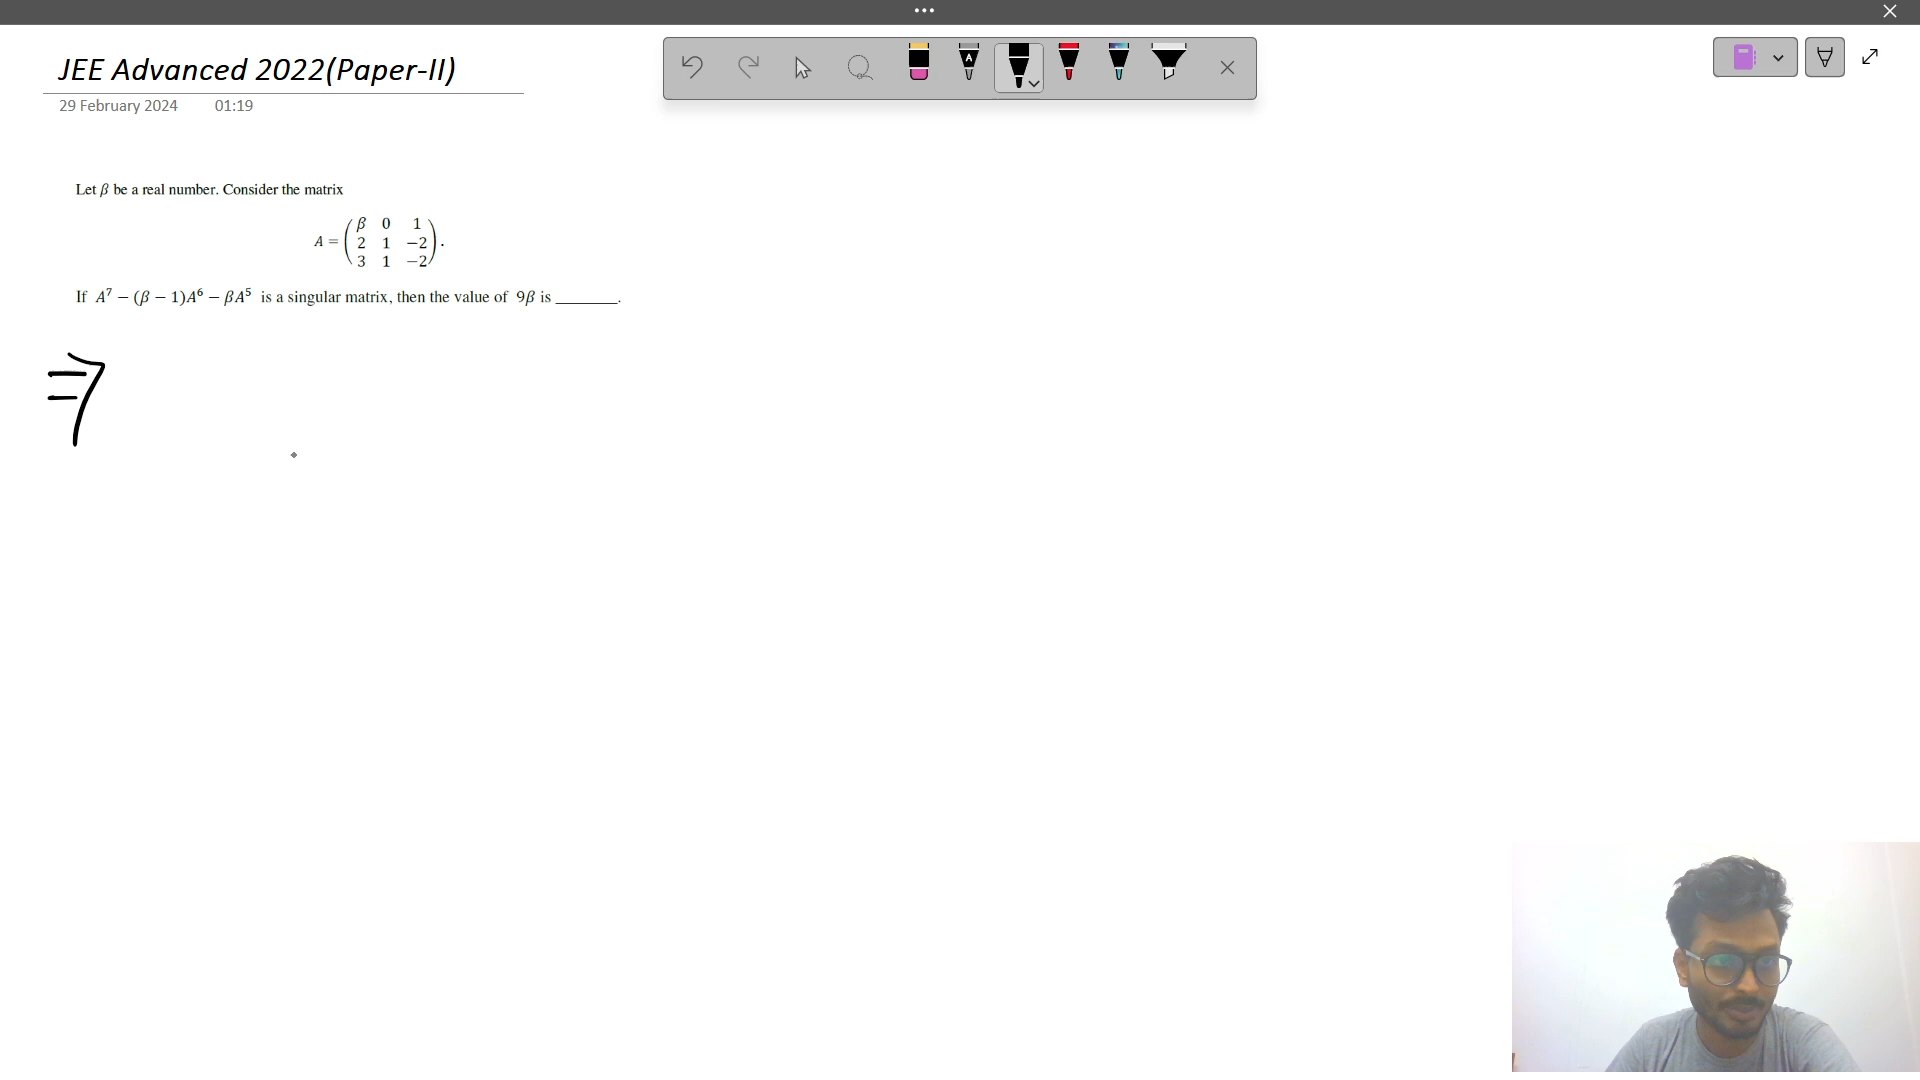 JEE Advanced 2022(Paper-II)
29 February 2024 01:19
Let β be a real number. Consider the matrix
A = ( β 0 1
2 1 −2
3 1 −2 ).
If A⁷ − (β − 1)A⁶ − βA⁵ is a singular matrix, then the value of 9β is ________.
⇒